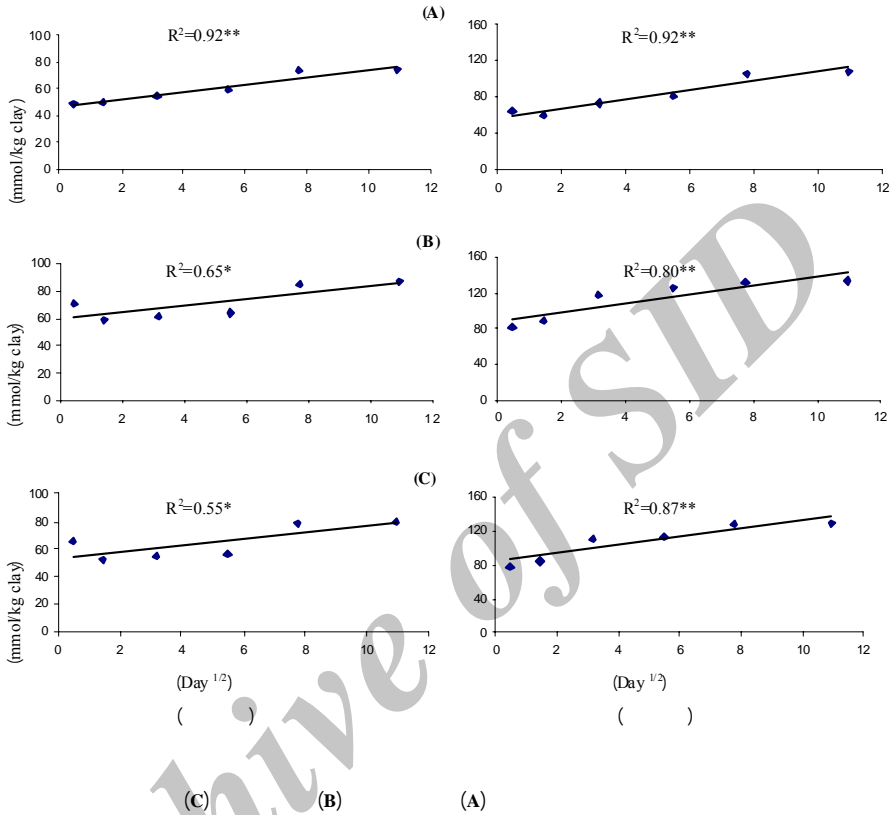 (A)
R²=0.92**
R²=0.92**
100
80
60
40
20
0
0 2 4 6 8 10 12
160
120
80
40
0
0 2 4 6 8 10 12
(mmol/kg clay)
(B)
R²=0.65*
R²=0.80**
100
80
60
40
20
0
0 2 4 6 8 10 12
160
120
80
40
0
0 2 4 6 8 10 12
(mmol/kg clay)
(C)
R²=0.55*
R²=0.87**
100
80
60
40
20
0
0 2 4 6 8 10 12
160
120
80
40
0
0 2 4 6 8 10 12
(mmol/kg clay)
(Day 1/2)
(Day 1/2)
( )
( )
(C) (B) (A)
hive of SID